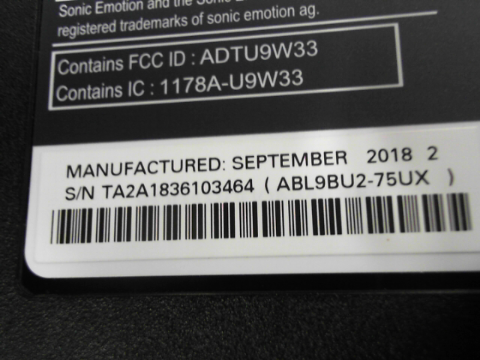 Sonic Emotion and the Sonic Emo
registered trademarks of sonic emotion ag.
Contains FCC ID : ADTU9W33
Contains IC : 1178A-U9W33
MANUFACTURED: SEPTEMBER 2018 2
S/N TA2A1836103464 ( ABL9BU2-75UX )